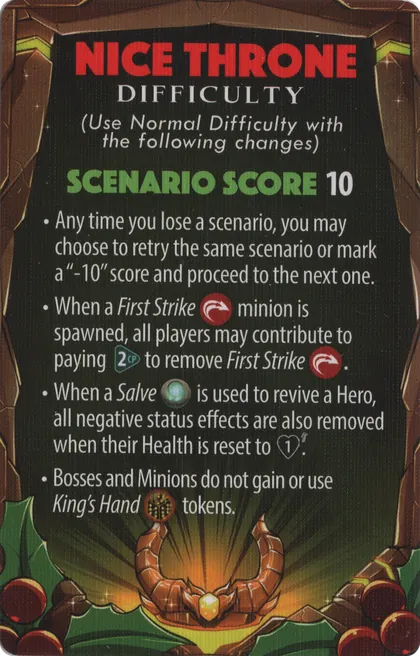 NICE THRONE
DIFFICULTY
(Use Normal Difficulty with
the following changes)
SCENARIO SCORE 10
• Any time you lose a scenario, you may
choose to retry the same scenario or mark
a “-10” score and proceed to the next one.
• When a First Strike minion is
spawned, all players may contribute to
paying 2 CP to remove First Strike .
• When a Salve is used to revive a Hero,
all negative status effects are also removed
when their Health is reset to 1.
• Bosses and Minions do not gain or use
King's Hand tokens.